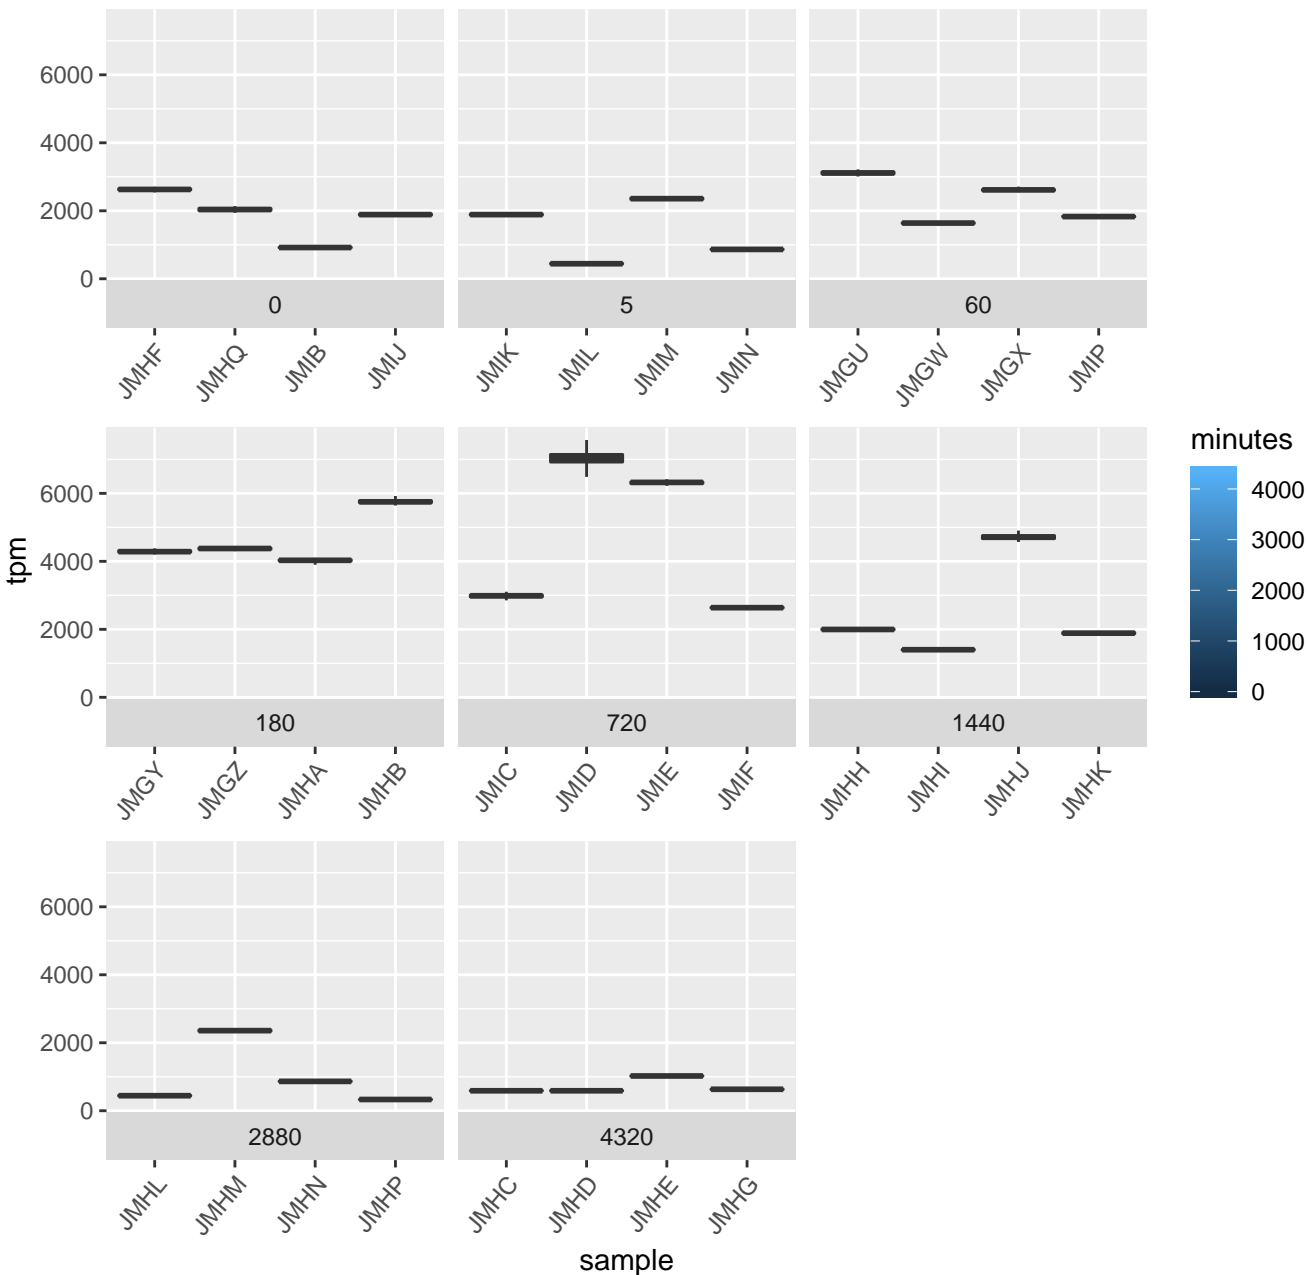 6000
4000
2000
0
0
5
60
JMHF
JMHQ
JMIB
JMIJ
JMIK
JMIL
JMIM
JMIN
JMGU
JMGW
JMGX
JMIP
tpm
6000
4000
2000
0
180
720
1440
JMGY
JMGZ
JMHA
JMHB
JMIC
JMID
JMIE
JMIF
JMHH
JMHI
JMHJ
JMHK
minutes
4000
3000
2000
1000
0
6000
4000
2000
0
2880
4320
JMHL
JMHM
JMHN
JMHP
JMHC
JMHD
JMHE
JMHG
sample